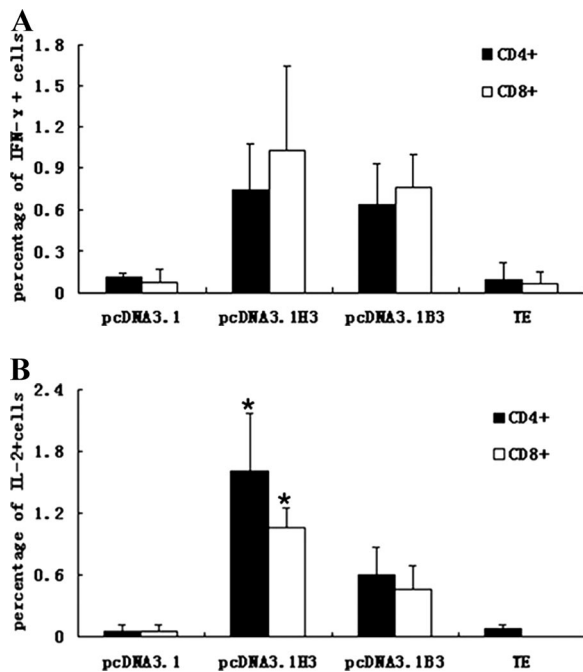 A
percentage of IFN-γ+ cells
1.8
1.5
1.2
0.9
0.6
0.3
0
CD4+
CD8+
pcDNA3.1 pcDNA3.1H3 pcDNA3.1B3 TE
B
percentage of IL-2+cells
2.4
1.8
1.2
0.6
0
* *
CD4+
CD8+
pcDNA3.1 pcDNA3.1H3 pcDNA3.1B3 TE